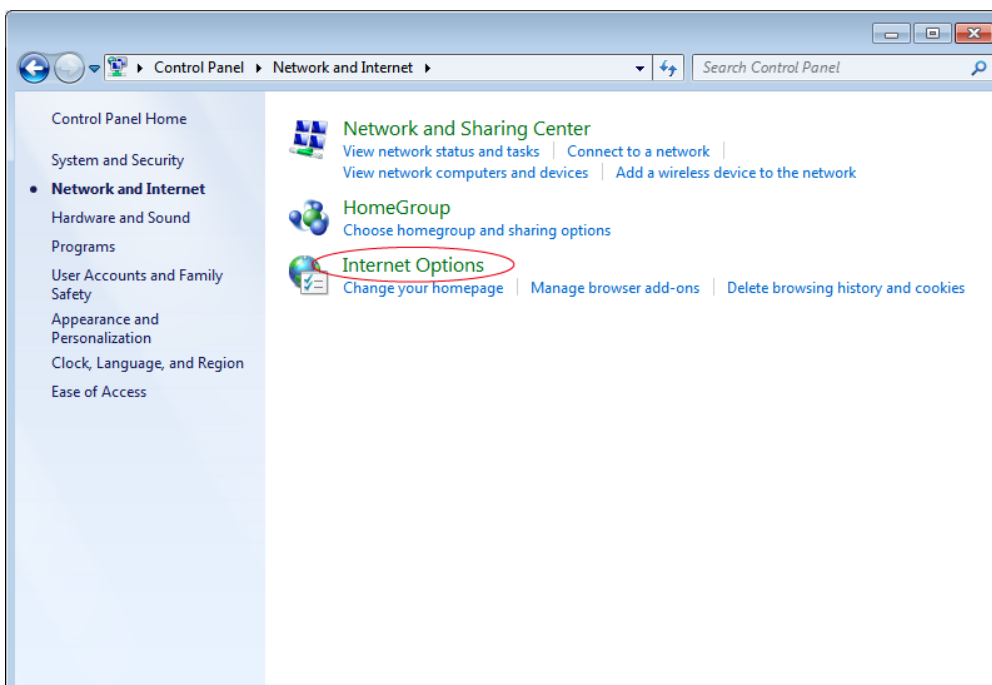 Control Panel Network and Internet
Search Control Panel
Control Panel Home
System and Security
Network and Internet
Hardware and Sound
Programs
User Accounts and Family
Safety
Appearance and
Personalization
Clock, Language, and Region
Ease of Access
Network and Sharing Center
View network status and tasks Connect to a network
View network computers and devices Add a wireless device to the network
HomeGroup
Choose homegroup and sharing options
Internet Options
Change your homepage Manage browser add-ons Delete browsing history and cookies